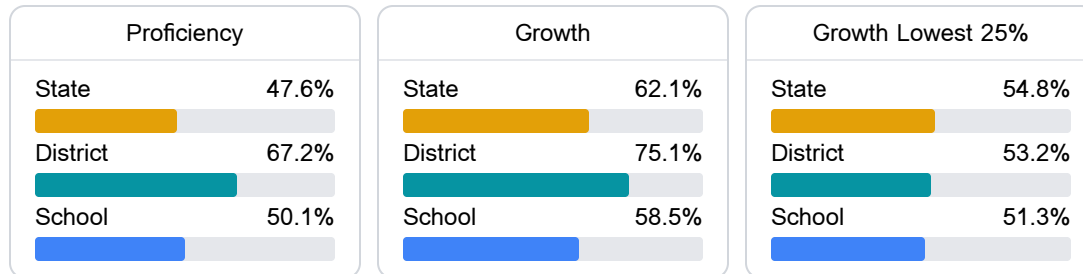 Proficiency
State 47.6%
District 67.2%
School 50.1%
Growth
State 62.1%
District 75.1%
School 58.5%
Growth Lowest 25%
State 54.8%
District 53.2%
School 51.3%